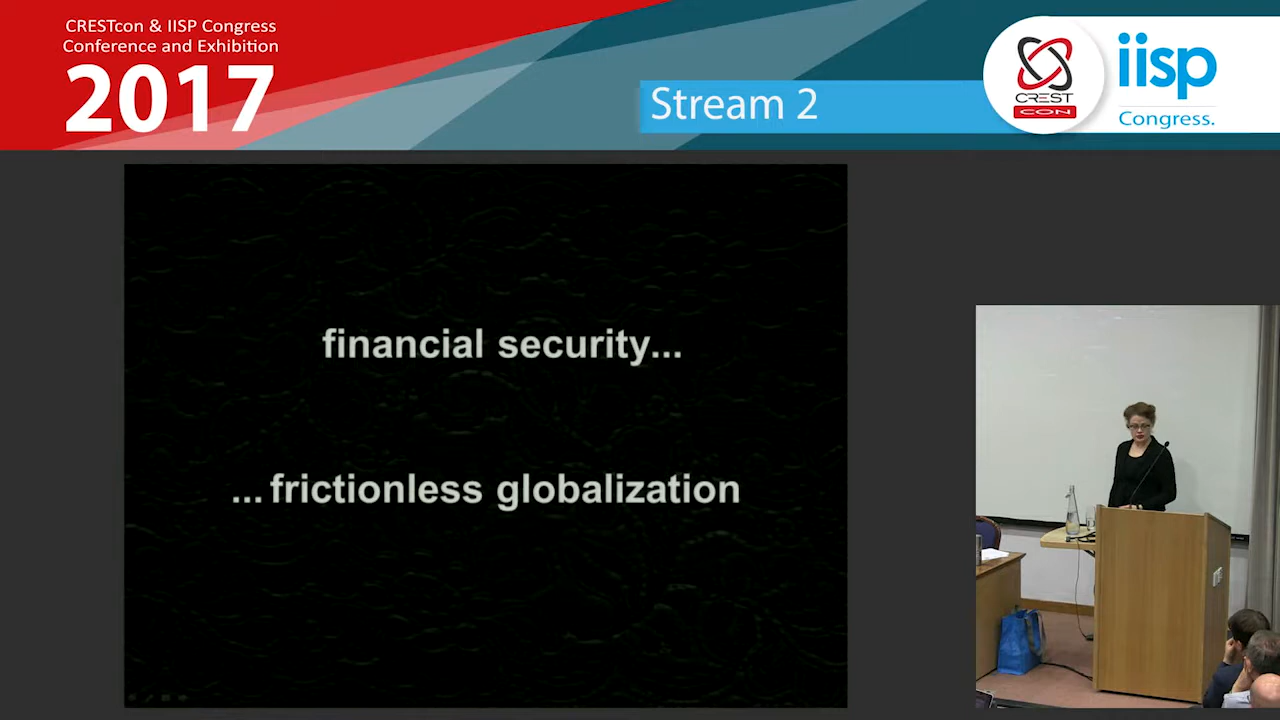 CRESTcon & IISP Congress
Conference and Exhibition
2017
Stream 2
CREST
CON
iisp
Congress.
financial security...
... frictionless globalization